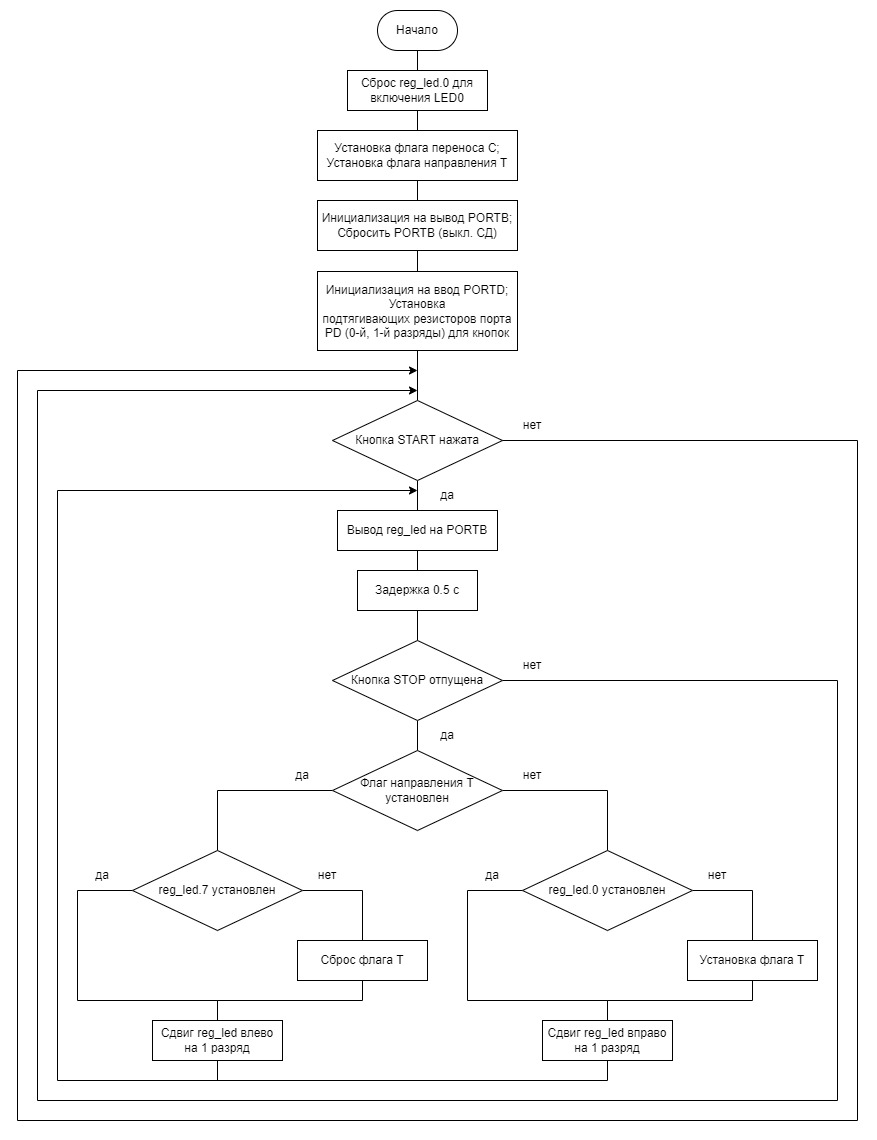 Начало
Сброс reg_led.0 для
включения LED0
Установка флага переноса C;
Установка флага направления T
Инициализация на вывод PORTB;
Сбросить PORTB (выкл. СД)
Инициализация на ввод PORTD;
Установка
подтягивающих резисторов порта
PD (0-й, 1-й разряды) для кнопок
Кнопка START нажата
нет
да
Вывод reg_led на PORTB
Задержка 0.5 с
Кнопка STOP отпущена
нет
да
Флаг направления T
установлен
да
нет
reg_led.7 установлен
да
нет
reg_led.0 установлен
да
нет
Сброс флага T
Установка флага T
Сдвиг reg_led влево
на 1 разряд
Сдвиг reg_led вправо
на 1 разряд